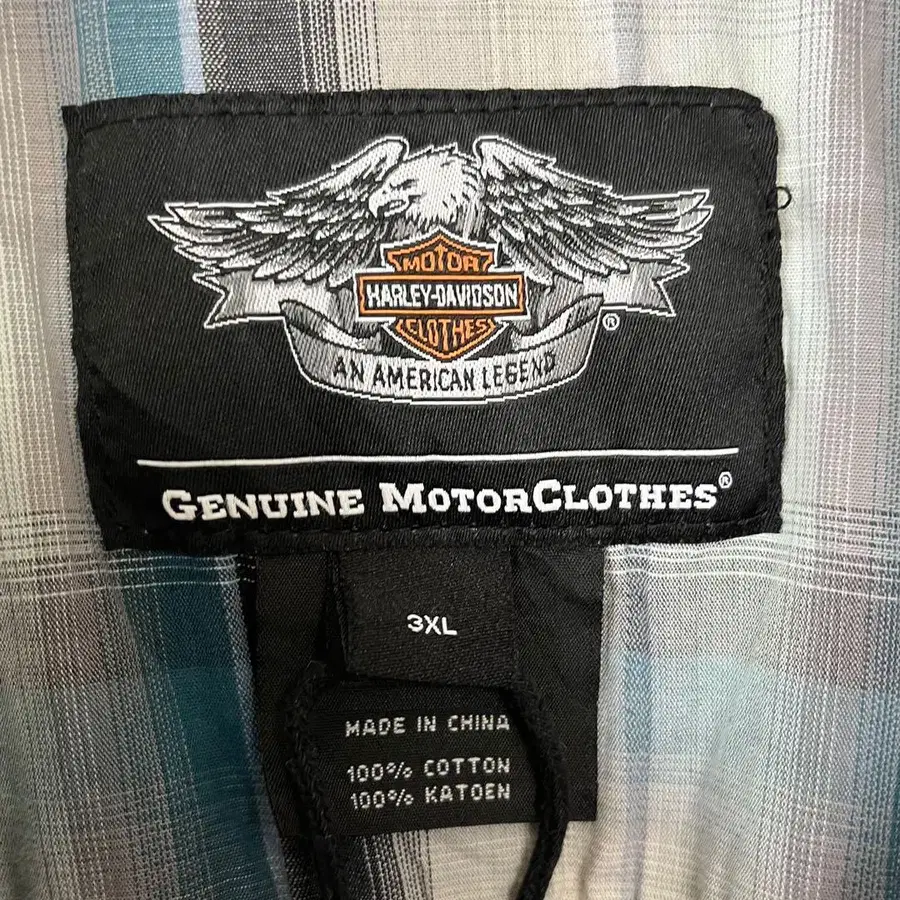 MOTOR
HARLEY-DAVIDSON
CLOTHES
AN AMERICAN LEGEND
®
GENUINE MOTORCLOTHES®
3XL
MADE IN CHINA
100% COTTON
100% KATOEN